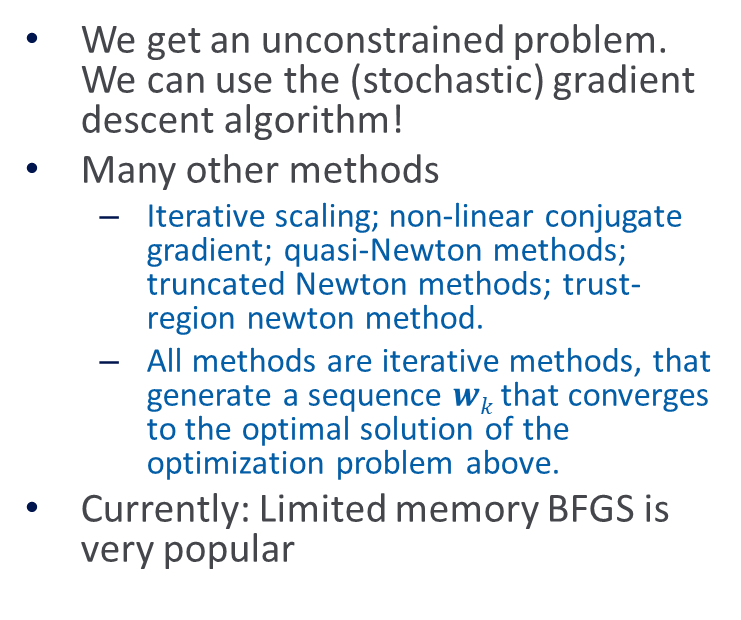 • We get an unconstrained problem.
We can use the (stochastic) gradient
descent algorithm!
• Many other methods
– Iterative scaling; non-linear conjugate
gradient; quasi-Newton methods;
truncated Newton methods; trust-
region newton method.
– All methods are iterative methods, that
generate a sequence w_k that converges
to the optimal solution of the
optimization problem above.
• Currently: Limited memory BFGS is
very popular